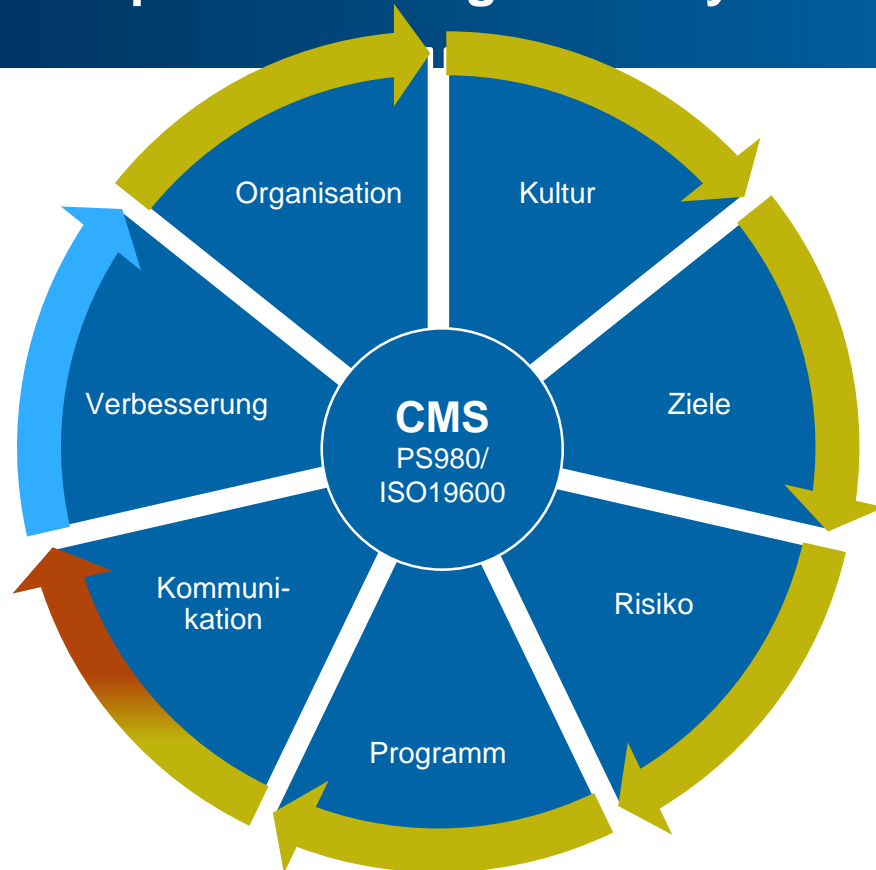 Organisation
Kultur
Verbesserung
CMS
PS980/
ISO19600
Ziele
Kommuni-
kation
Risiko
Programm